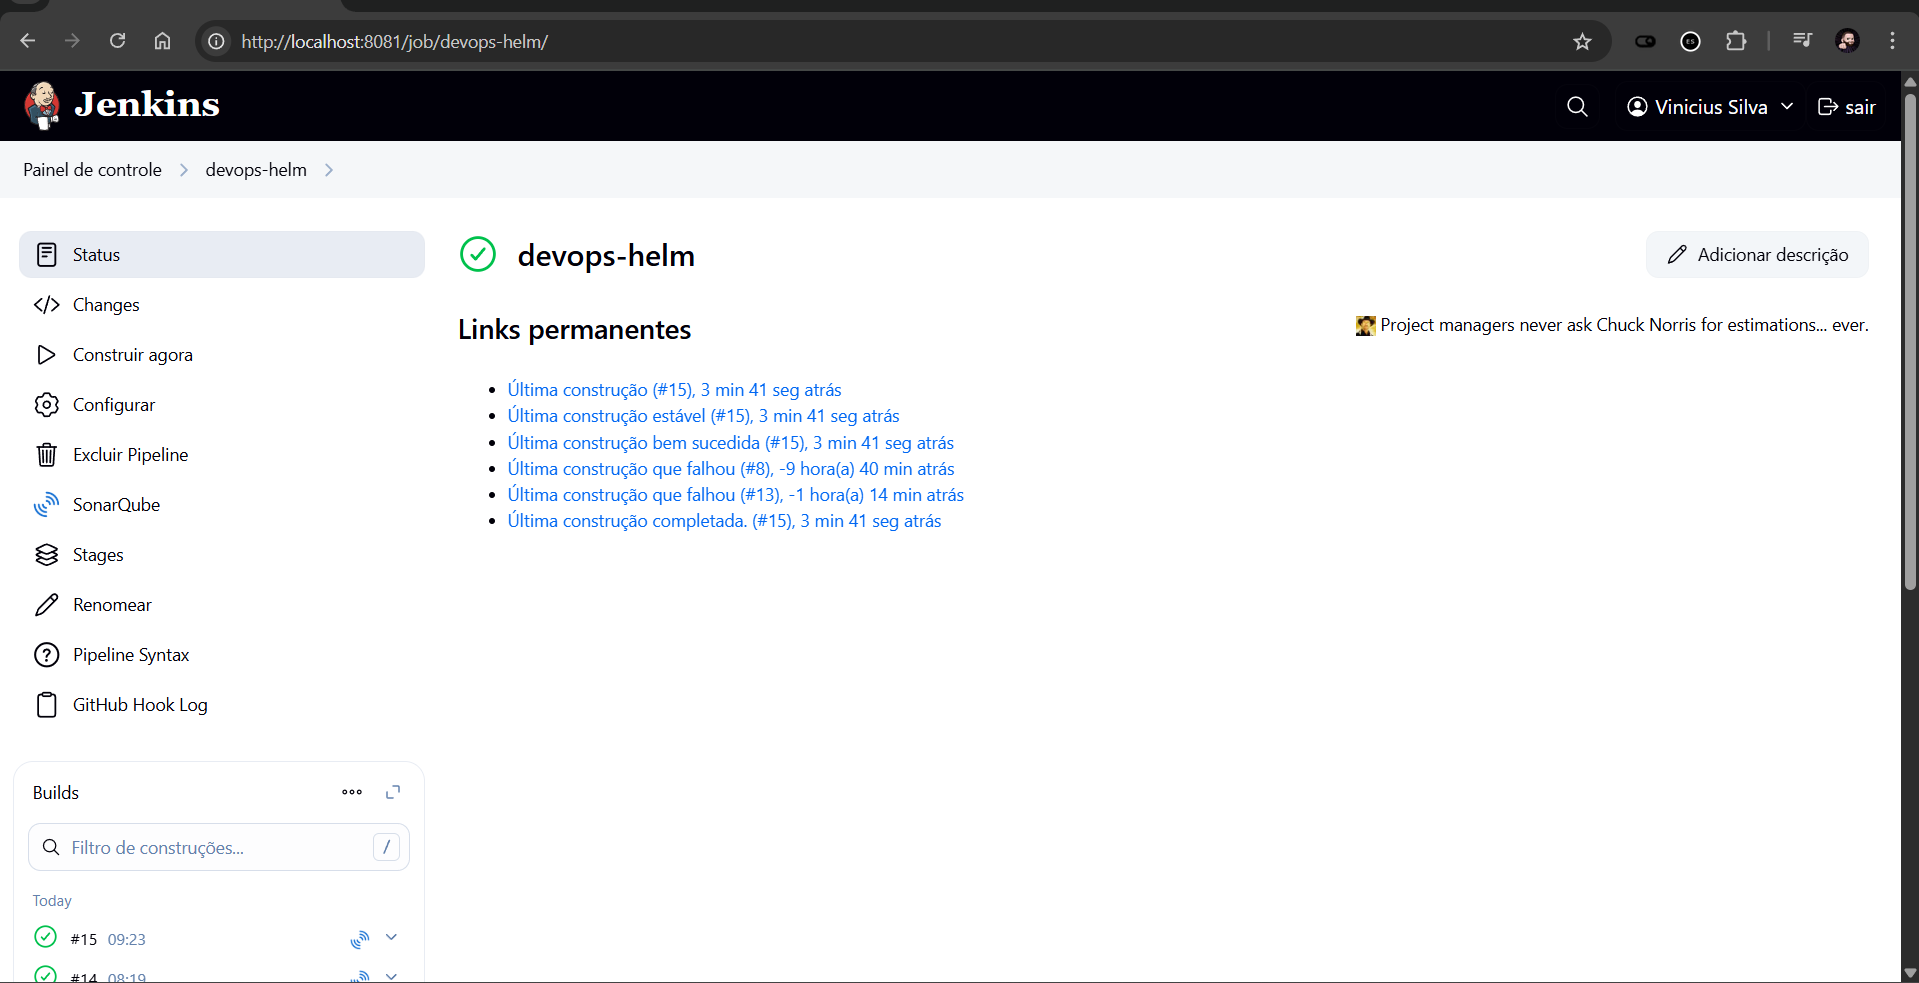 http://localhost:8081/job/devops-helm/
Jenkins
Vinicius Silva
sair
Painel de controle
devops-helm
Status
Changes
Construir agora
Configurar
Excluir Pipeline
SonarQube
Stages
Renomear
Pipeline Syntax
GitHub Hook Log
Builds
Filtro de construções...
/
Today
#15 09:23
#14 08:19
devops-helm
Adicionar descrição
Links permanentes
Project managers never ask Chuck Norris for estimations... ever.
Última construção (#15), 3 min 41 seg atrás
Última construção estável (#15), 3 min 41 seg atrás
Última construção bem sucedida (#15), 3 min 41 seg atrás
Última construção que falhou (#8), -9 hora(a) 40 min atrás
Última construção que falhou (#13), -1 hora(a) 14 min atrás
Última construção completada. (#15), 3 min 41 seg atrás